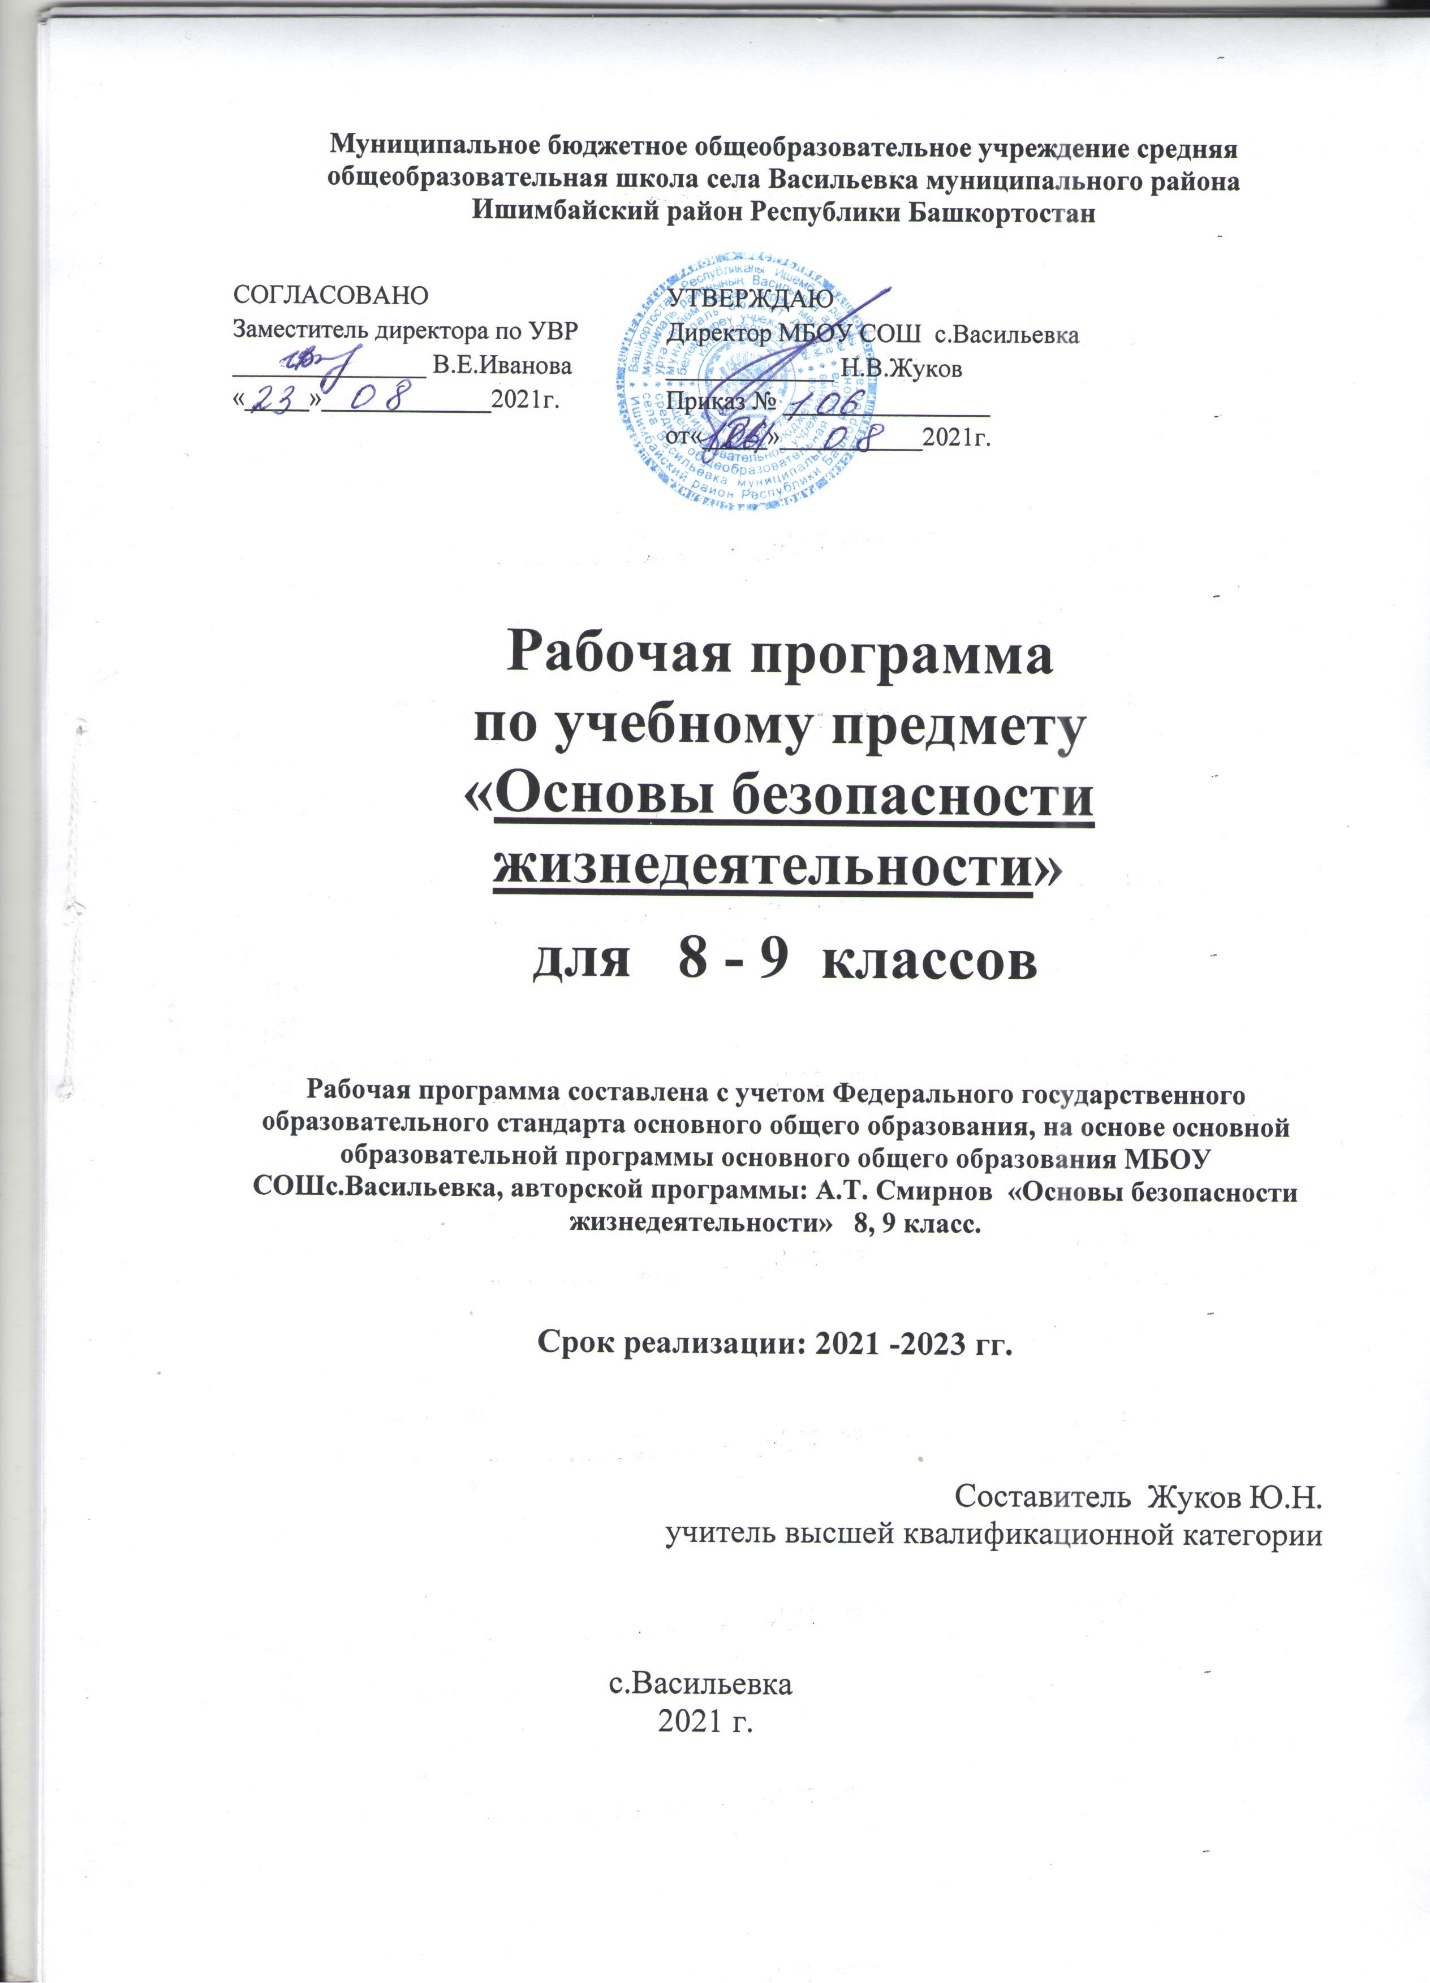 Муниципальное бюджетное общеобразовательное учреждение средняя
общеобразовательная школа села Васильевка муниципального района
Ишимбайский район Республики Башкортостан
СОГЛАСОВАНО
Заместитель директора по УВР
_______________ В.Е.Иванова
«23»08 2021г.
УТВЕРЖДАЮ
Директор МБОУ СОШ с.Васильевка
_____________ Н.В.Жуков
Приказ № 106
от« » 08 2021г.
Рабочая программа
по учебному предмету
«Основы безопасности
жизнедеятельности»
для 8 - 9 классов
Рабочая программа составлена с учетом Федерального государственного
образовательного стандарта основного общего образования, на основе основной
образовательной программы основного общего образования МБОУ
СОШс.Васильевка, авторской программы: А.Т. Смирнов «Основы безопасности
жизнедеятельности» 8, 9 класс.
Срок реализации: 2021 -2023 гг.
Составитель Жуков Ю.Н.
учитель высшей квалификационной категории
с.Васильевка
2021 г.